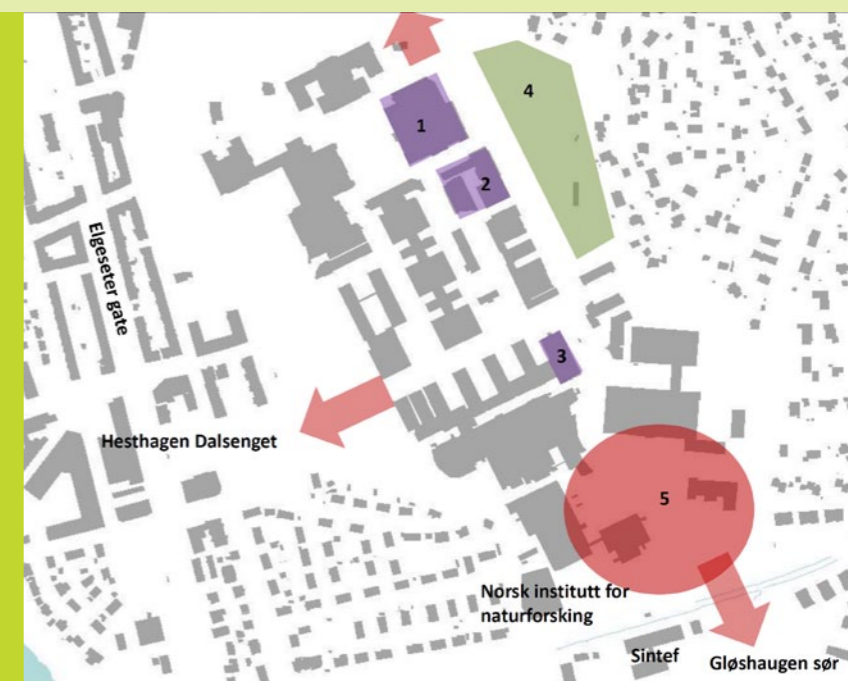 4
1
2
Elgeseter gate
3
Hesthagen Dalsenget
5
Norsk institutt for
naturforsking
Sintef
Gløshaugen sør